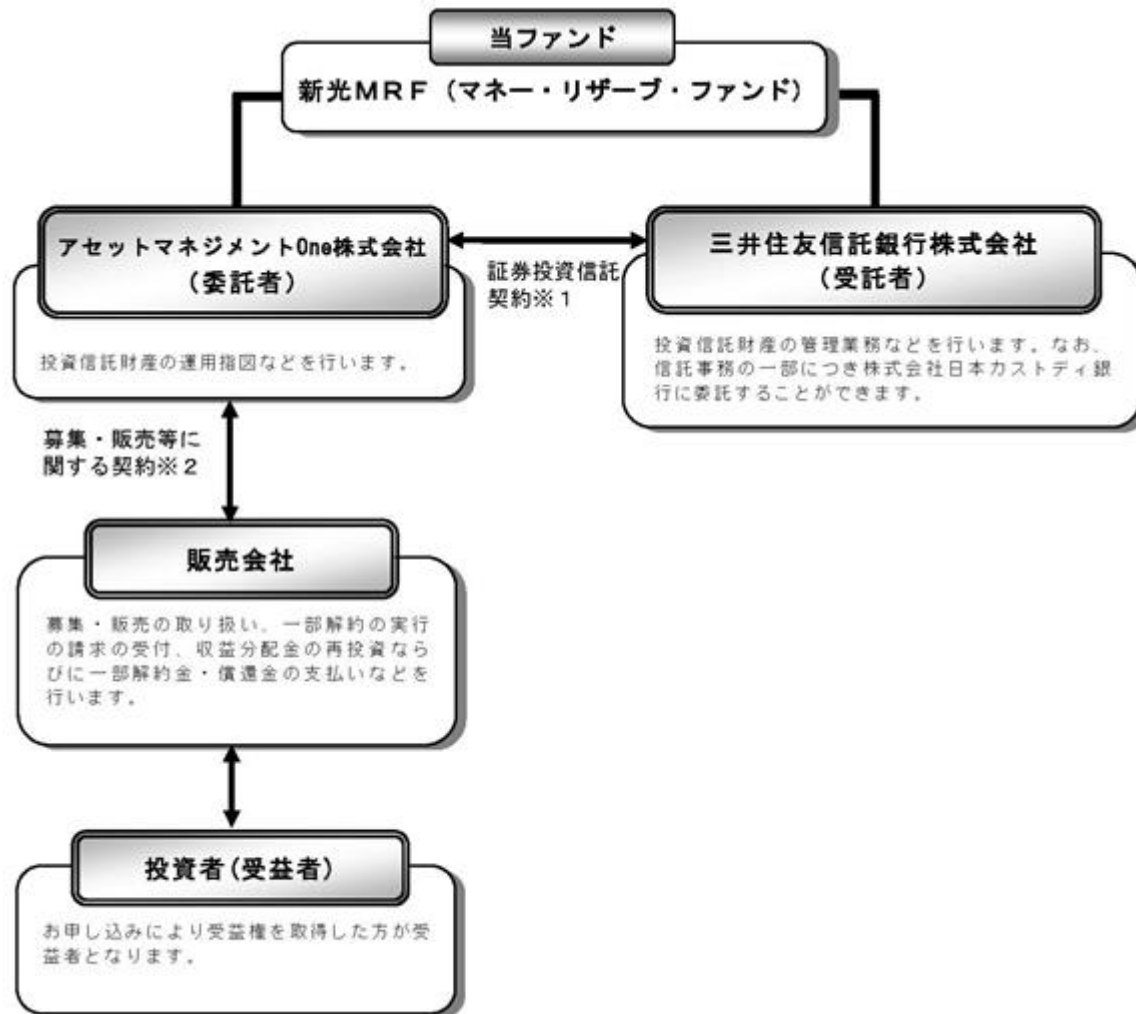 当ファンド
新光ＭＲＦ（マネー・リザーブ・ファンド）
アセットマネジメントOne株式会社
（委託者）
投資信託財産の運用指図などを行います。
証券投資信託
契約※１
三井住友信託銀行株式会社
（受託者）
投資信託財産の管理業務などを行います。なお、
信託事務の一部につき株式会社日本カストディ銀
行に委託することができます。
募集・販売等に
関する契約※２
販売会社
募集・販売の取り扱い、一部解約の実行
の請求の受付、収益分配金の再投資なら
びに一部解約金・償還金の支払いなどを
行います。
投資者(受益者)
お申し込みにより受益権を取得した方が受
益者となります。